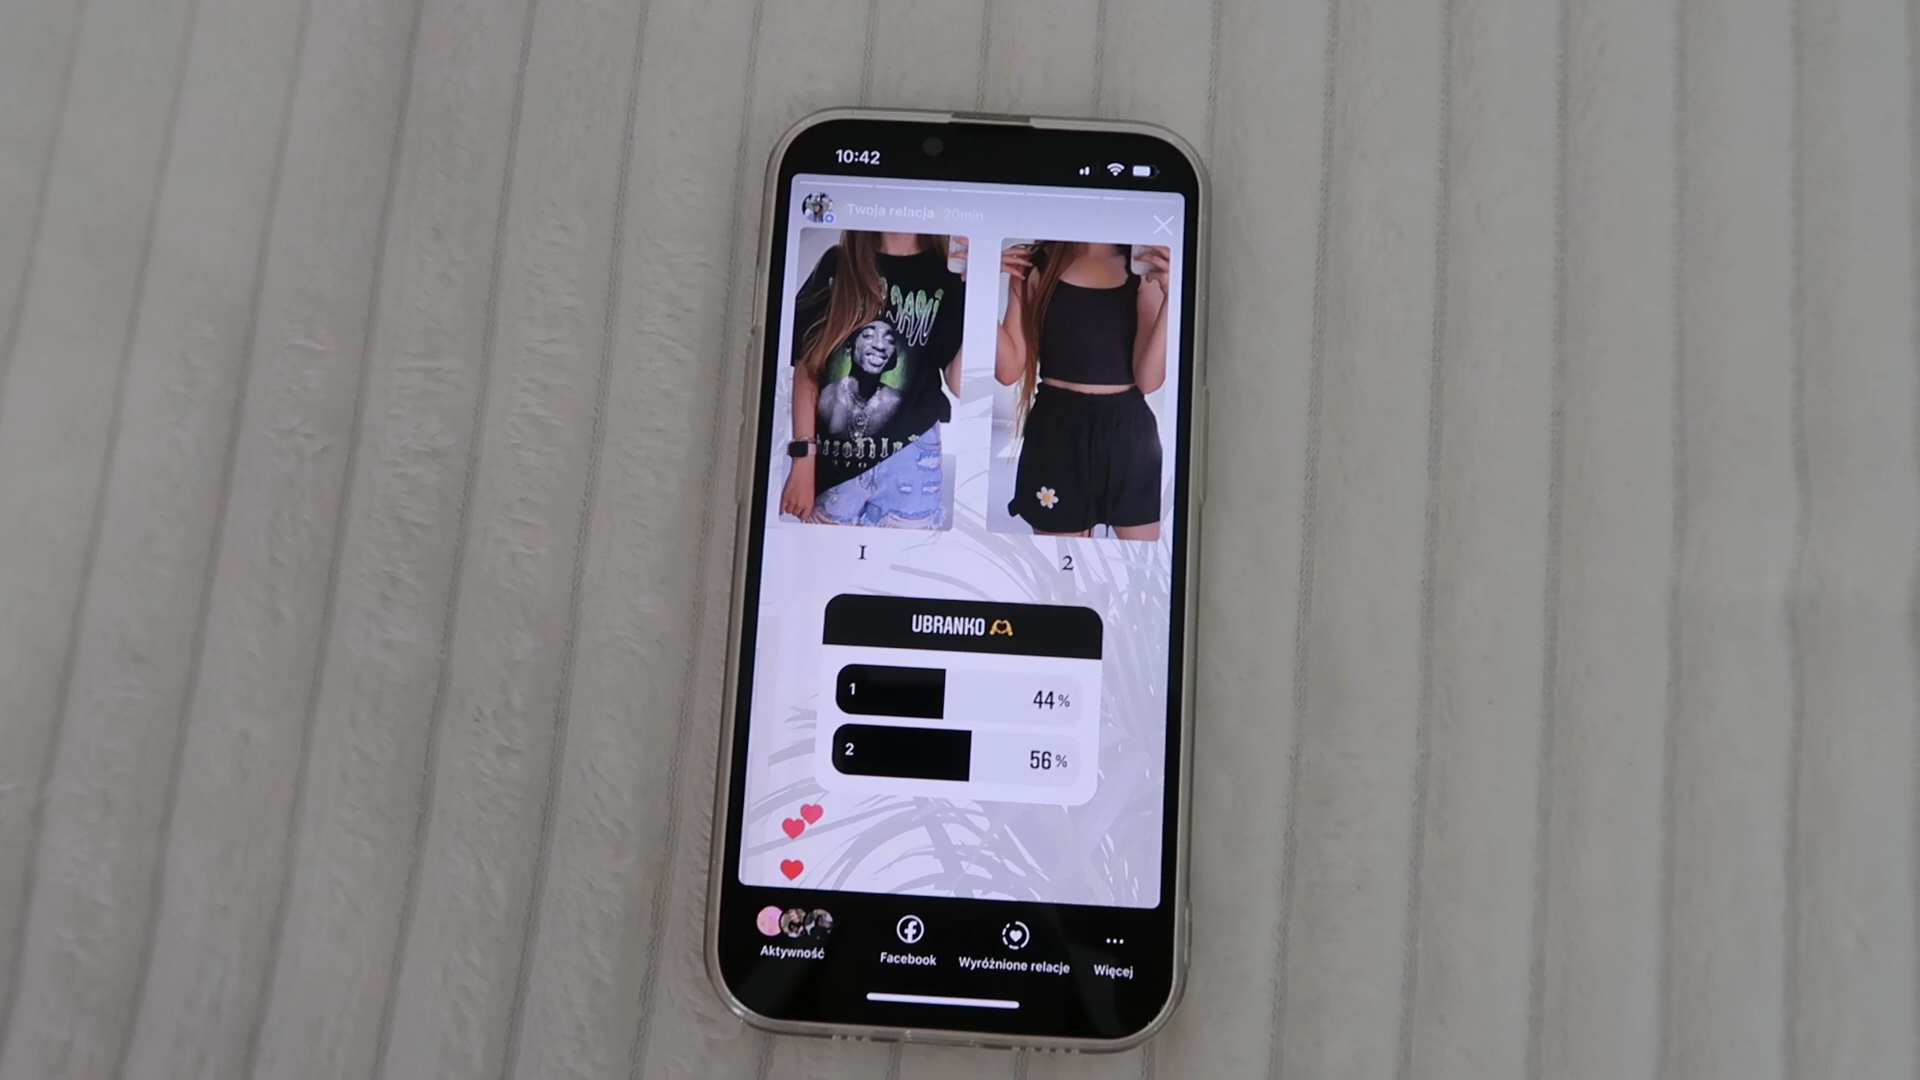 10:42
Twoja relacja 20min
1
2
UBRANKO
1 44%
2 56%
Aktywność
Facebook
Wyróżnione relacje
Więcej